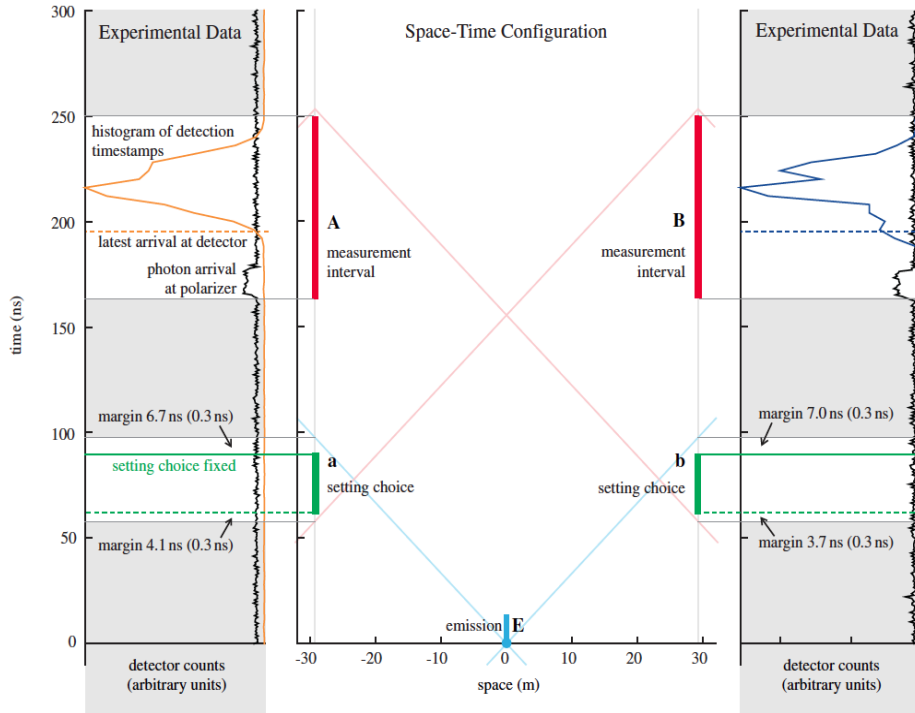 Experimental Data
Space-Time Configuration
Experimental Data
time (ns)
300
250
200
150
100
50
0
histogram of detection
timestamps
latest arrival at detector
photon arrival
at polarizer
margin 6.7 ns (0.3 ns)
setting choice fixed
margin 4.1 ns (0.3 ns)
detector counts
(arbitrary units)
A
measurement
interval
B
measurement
interval
a
setting choice
b
setting choice
emission E
-30 -20 -10 0 10 20 30
space (m)
margin 7.0 ns (0.3 ns)
margin 3.7 ns (0.3 ns)
detector counts
(arbitrary units)